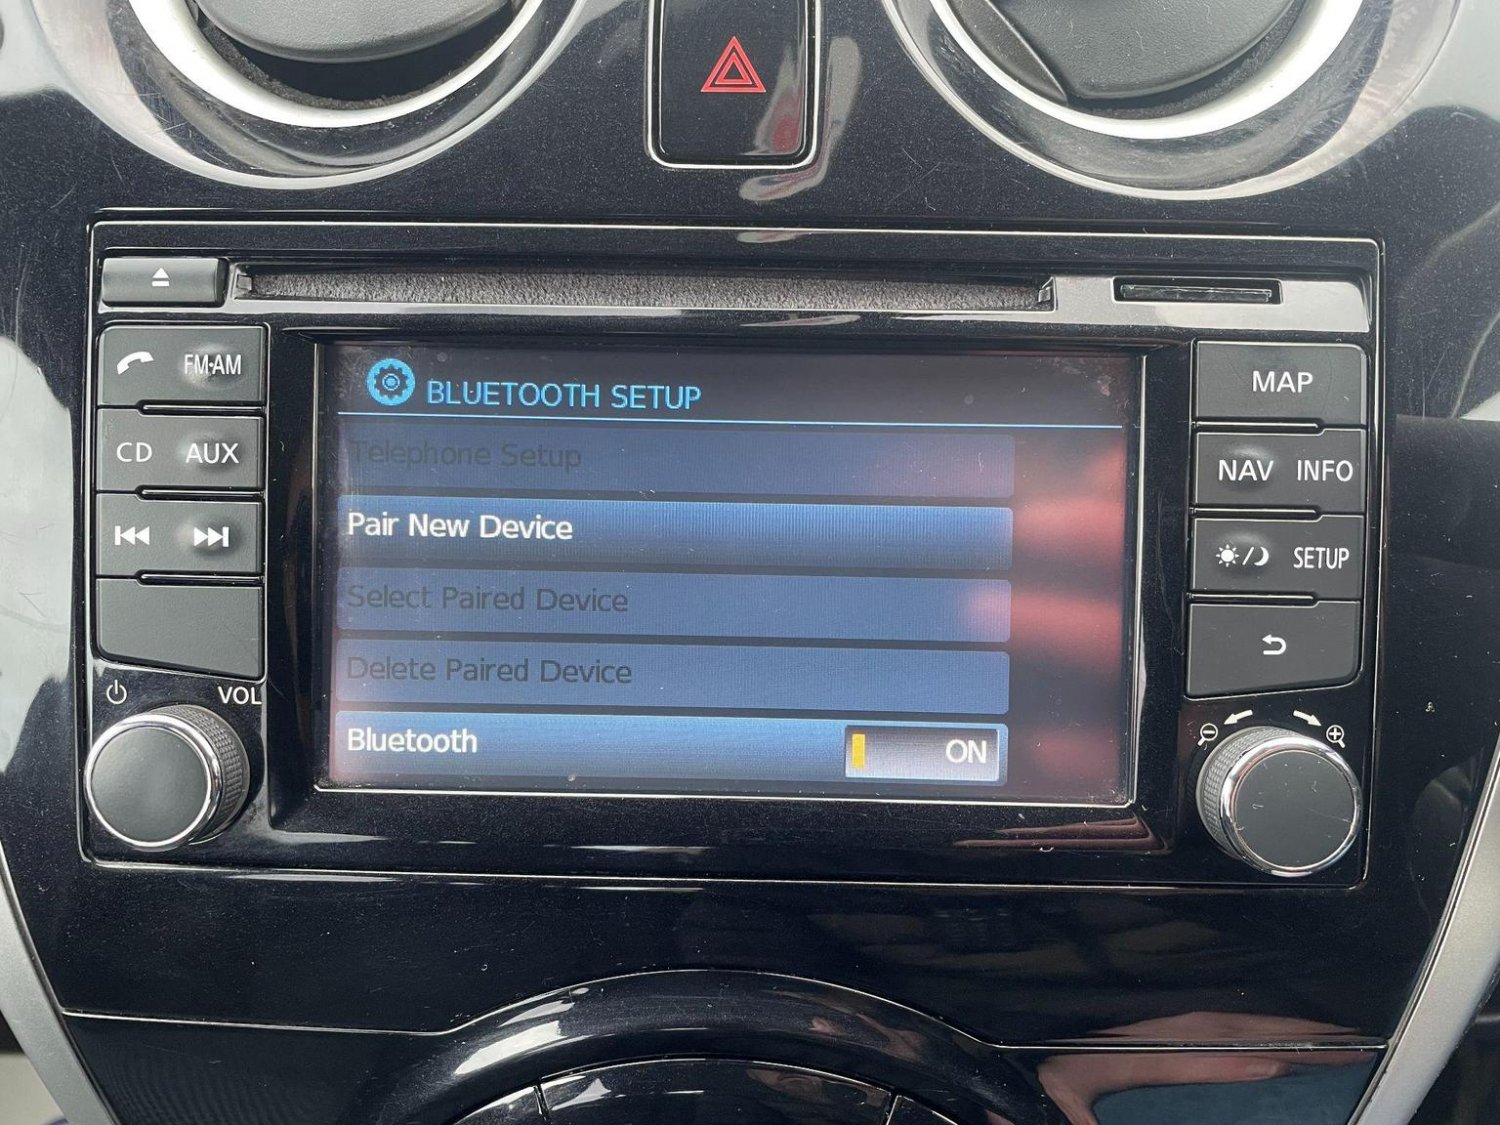 FM·AM
CD AUX
VOL
BLUETOOTH SETUP
Telephone Setup
Pair New Device
Select Paired Device
Delete Paired Device
Bluetooth ON
MAP
NAV INFO
SETUP